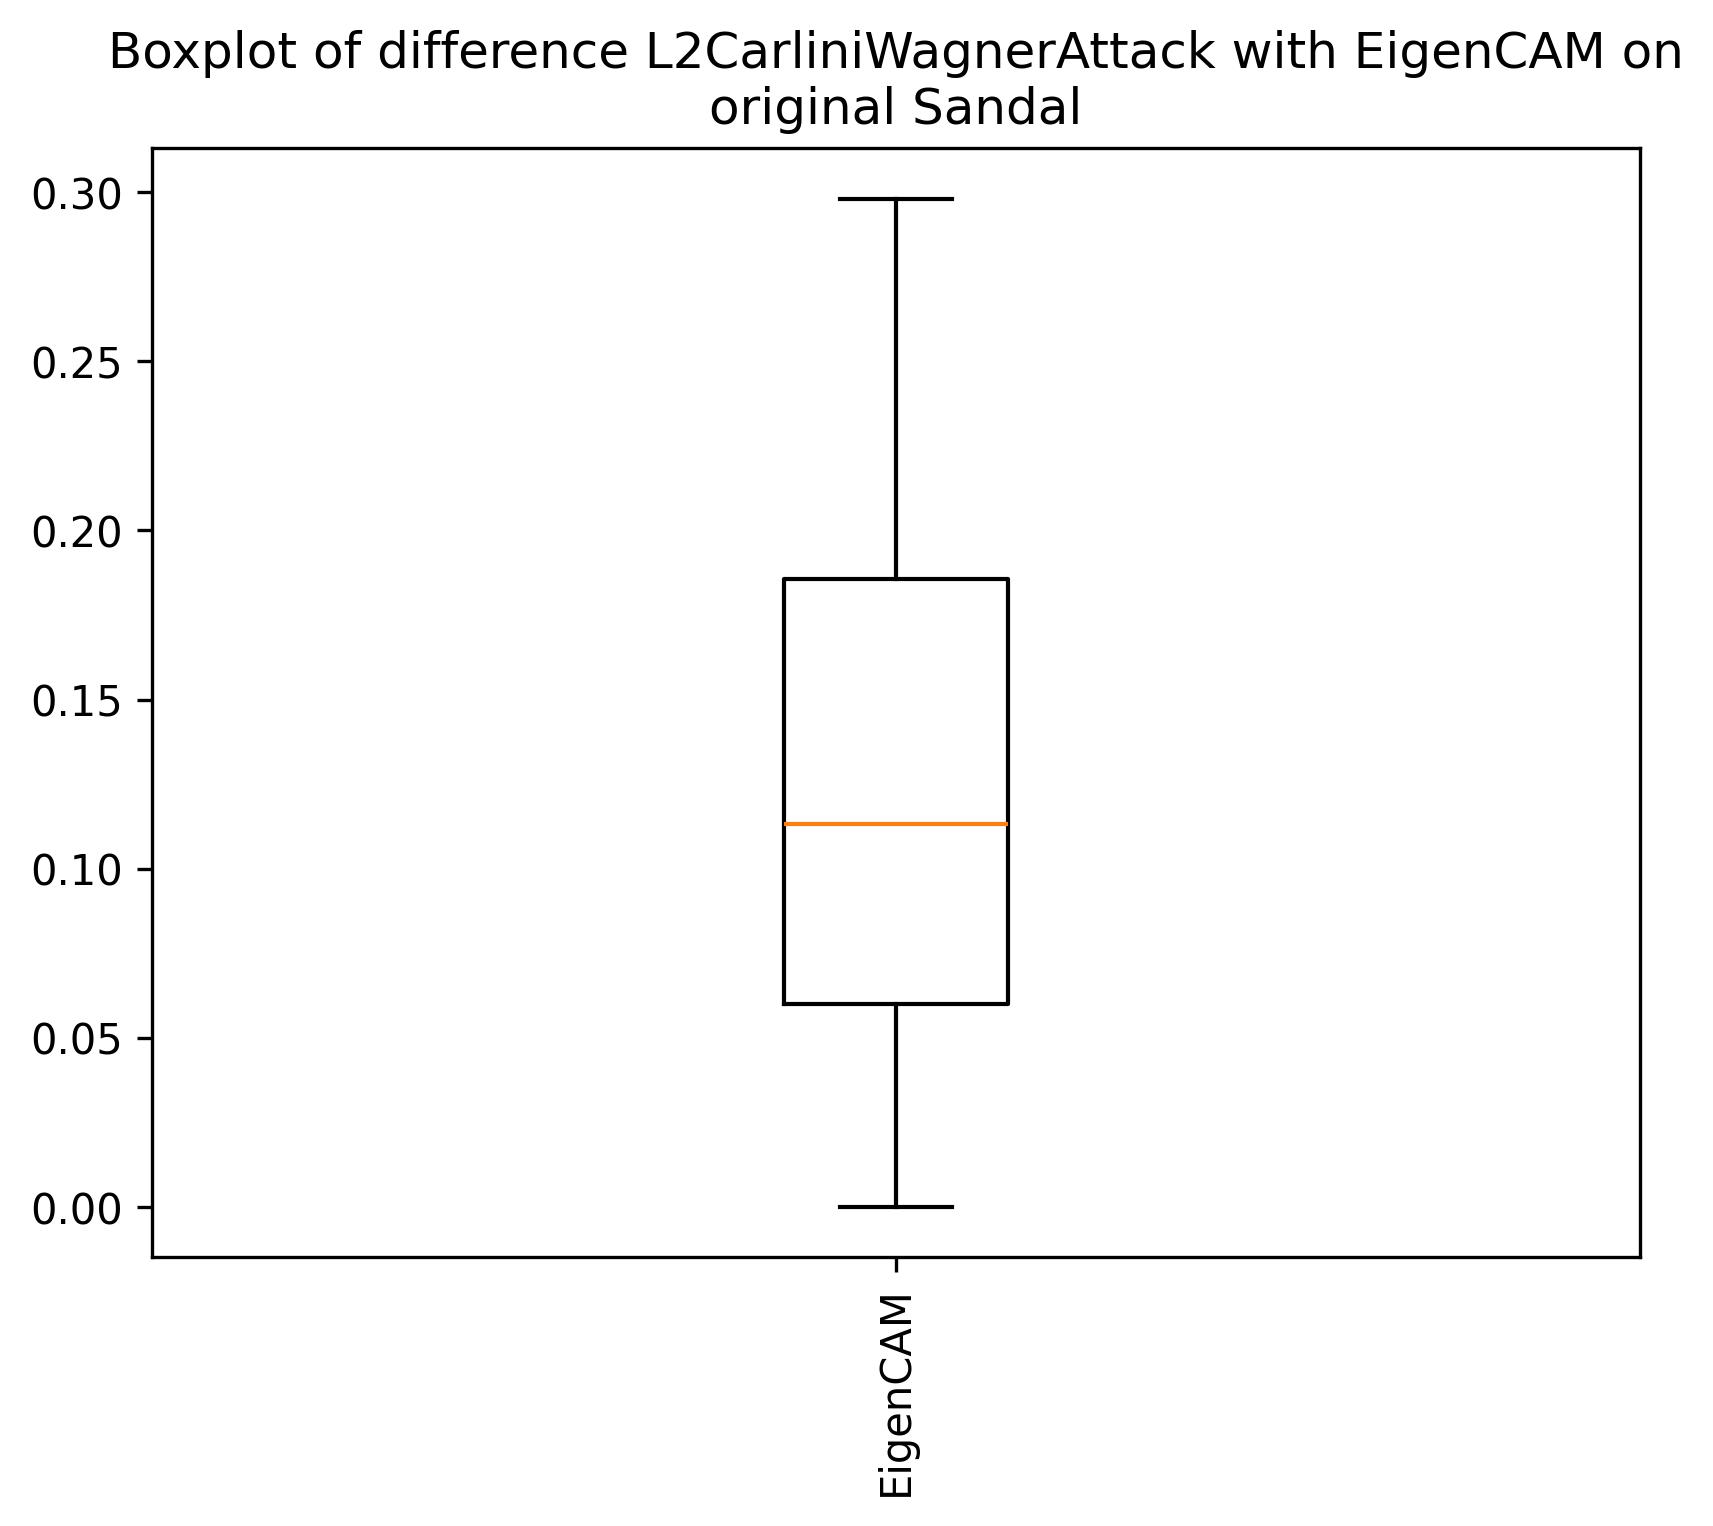 Boxplot of difference L2CarliniWagnerAttack with EigenCAM on
original Sandal
0.30
0.25
0.20
0.15
0.10
0.05
0.00
EigenCAM